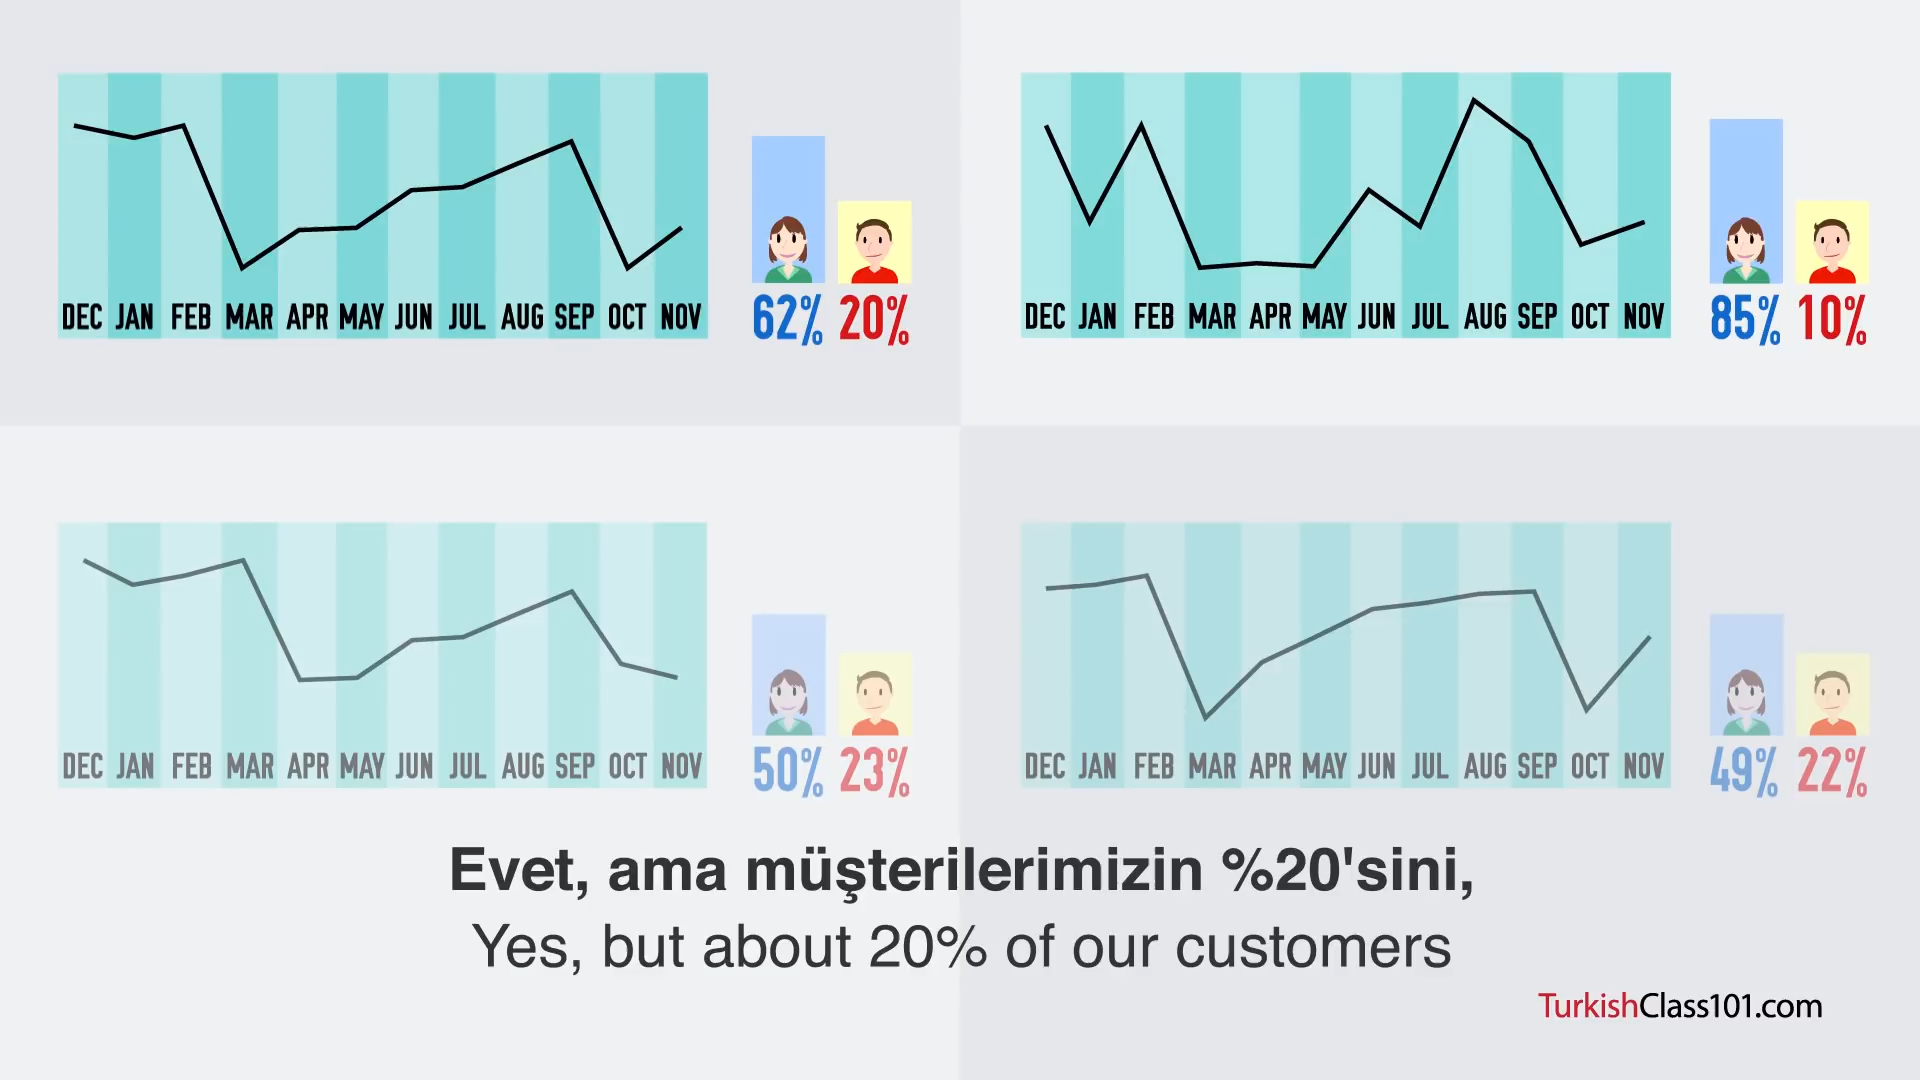 DEC JAN FEB MAR APR MAY JUN JUL AUG SEP OCT NOV
62% 20%
DEC JAN FEB MAR APR MAY JUN JUL AUG SEP OCT NOV
85% 10%
DEC JAN FEB MAR APR MAY JUN JUL AUG SEP OCT NOV
50% 23%
DEC JAN FEB MAR APR MAY JUN JUL AUG SEP OCT NOV
49% 22%
Evet, ama müşterilerimizin %20'sini,
Yes, but about 20% of our customers
TurkishClass101.com